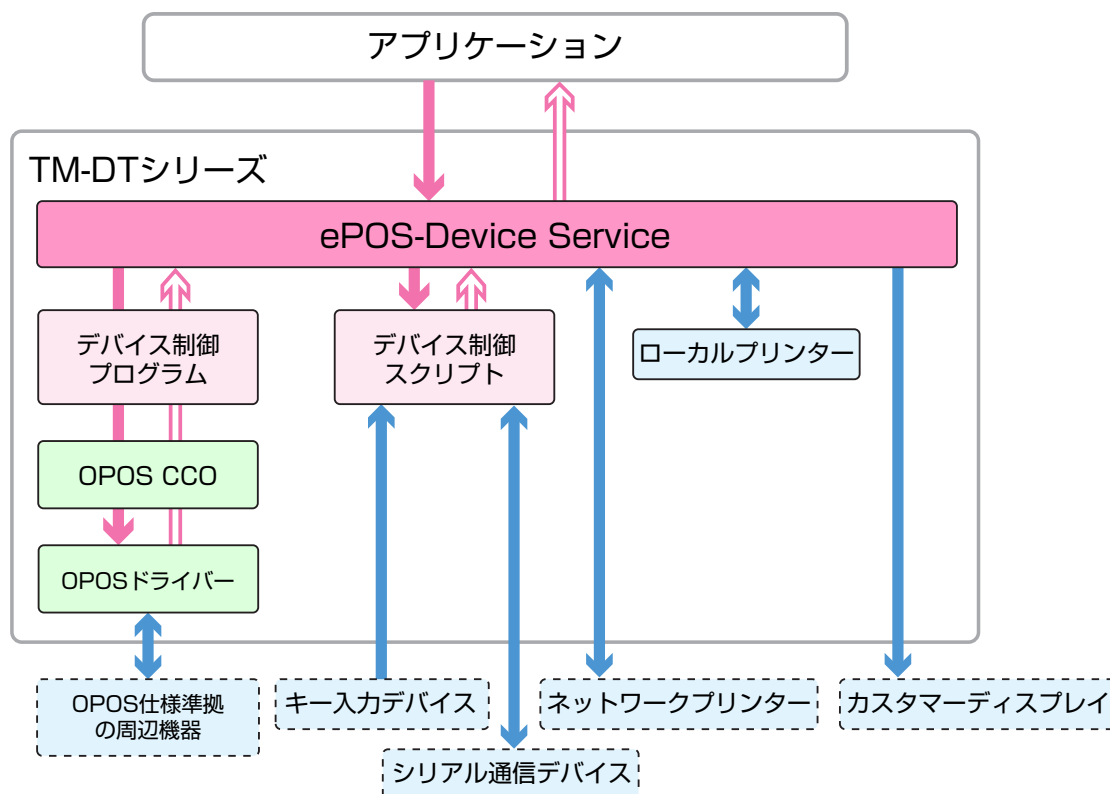 アプリケーション
TM-DTシリーズ
ePOS-Device Service
デバイス制御
プログラム
デバイス制御
スクリプト
ローカルプリンター
OPOS CCO
OPOSドライバー
OPOS仕様準拠
の周辺機器
キー入力デバイス
ネットワークプリンター
カスタマーディスプレイ
シリアル通信デバイス